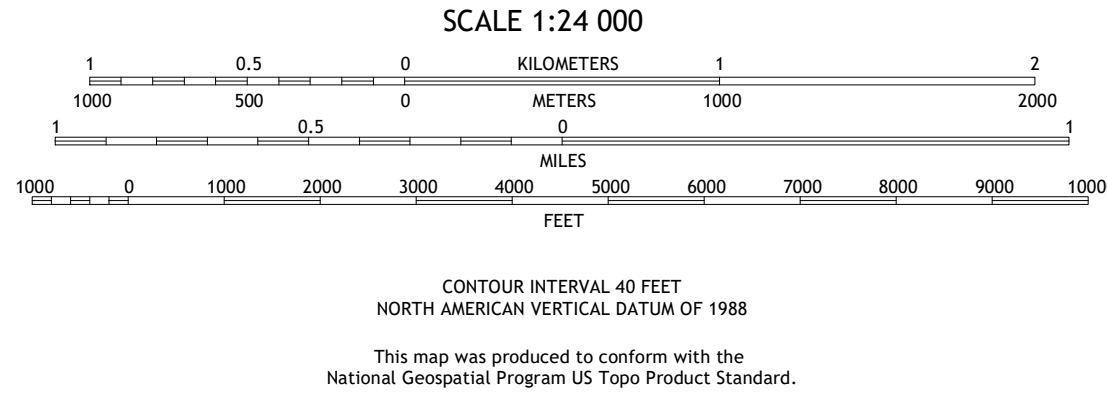 SCALE 1:24 000
1 0.5 0 KILOMETERS 1 2
1000 500 0 METERS 1000 2000
1 0.5 0 1
MILES
1000 0 1000 2000 3000 4000 5000 6000 7000 8000 9000 1000
FEET
CONTOUR INTERVAL 40 FEET
NORTH AMERICAN VERTICAL DATUM OF 1988
This map was produced to conform with the
National Geospatial Program US Topo Product Standard.